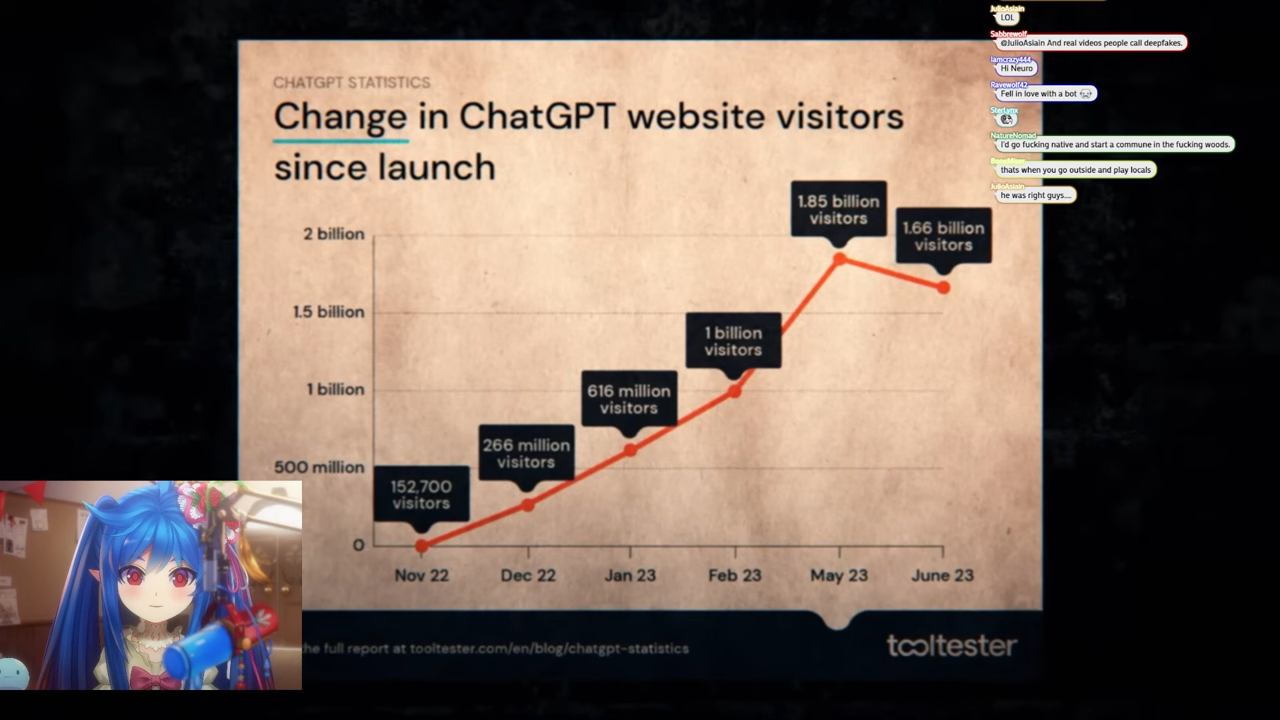 CHATGPT STATISTICS
Change in ChatGPT website visitors
since launch
2 billion
1.5 billion
1 billion
500 million
0
152,700
visitors
266 million
visitors
616 million
visitors
1 billion
visitors
1.85 billion
visitors
1.66 billion
visitors
Nov 22
Dec 22
Jan 23
Feb 23
May 23
June 23
the full report at tooltester.com/en/blog/chatgpt-statistics
tooltester
JulioAsiain
LOL
Sabbrewolf
@JulioAsiain And real videos people call deepfakes.
Iamcrazy444
Hi Neuro
Ravewolf42
Fell in love with a bot
NatureNomad
I'd go fucking native and start a commune in the fucking woods.
thats when you go outside and play locals
JulioAsiain
he was right guys....